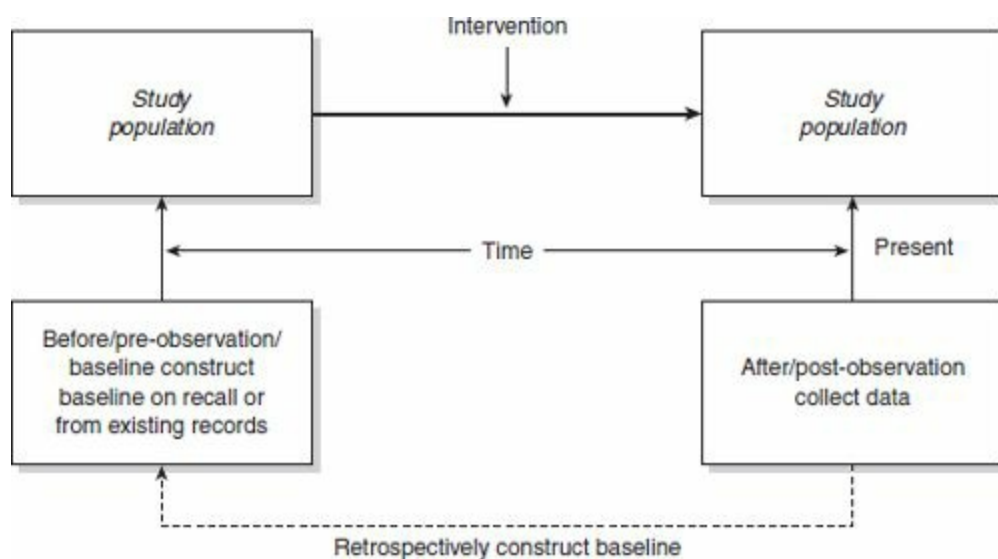 Intervention
Study
population
Study
population
Time
Present
Before/pre-observation/
baseline construct
baseline on recall or
from existing records
After/post-observation
collect data
Retrospectively construct baseline